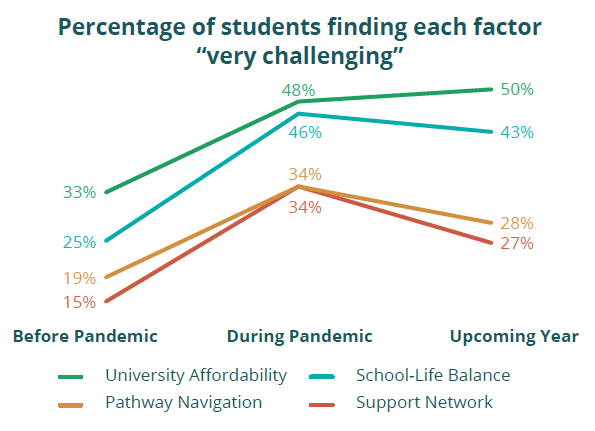 Percentage of students finding each factor
“very challenging”
48%
50%
46%
43%
33%
34%
25%
34%
28%
27%
19%
15%
Before Pandemic
During Pandemic
Upcoming Year
University Affordability
School-Life Balance
Pathway Navigation
Support Network